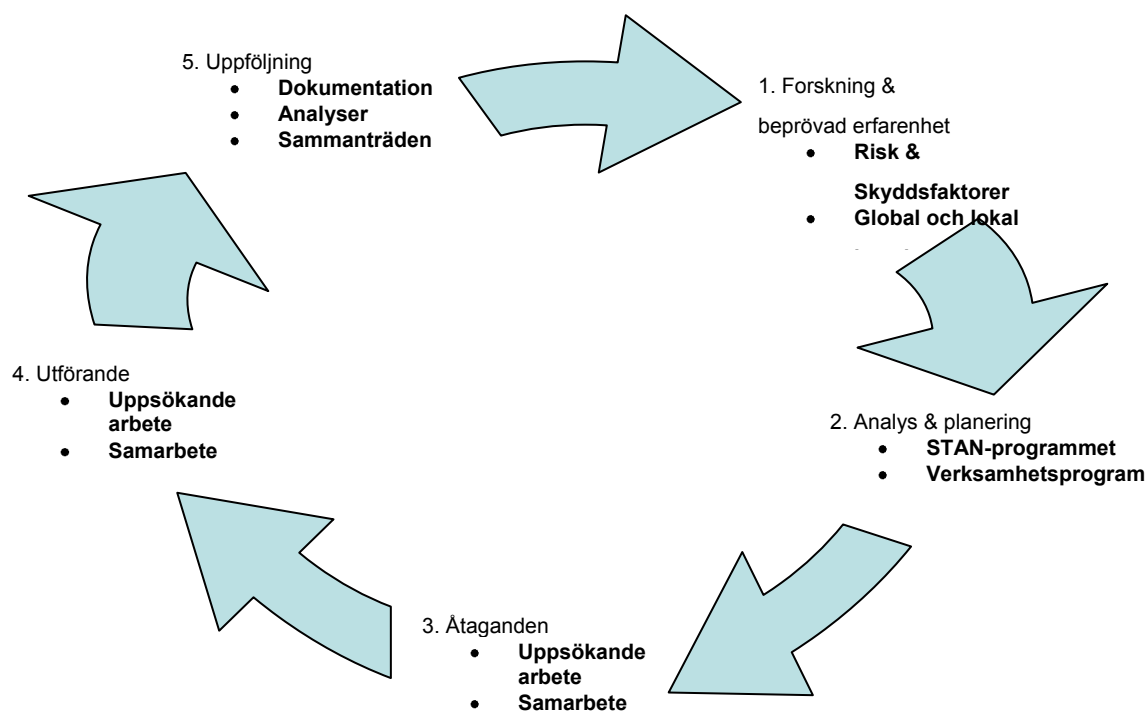 5. Uppföljning
• Dokumentation
• Analyser
• Sammanträden
1. Forskning &
beprövad erfarenhet
• Risk &
Skyddsfaktorer
• Global och lokal
2. Analys & planering
• STAN-programmet
• Verksamhetsprogram
3. Åtaganden
• Uppsökande
arbete
• Samarbete
4. Utförande
• Uppsökande
arbete
• Samarbete